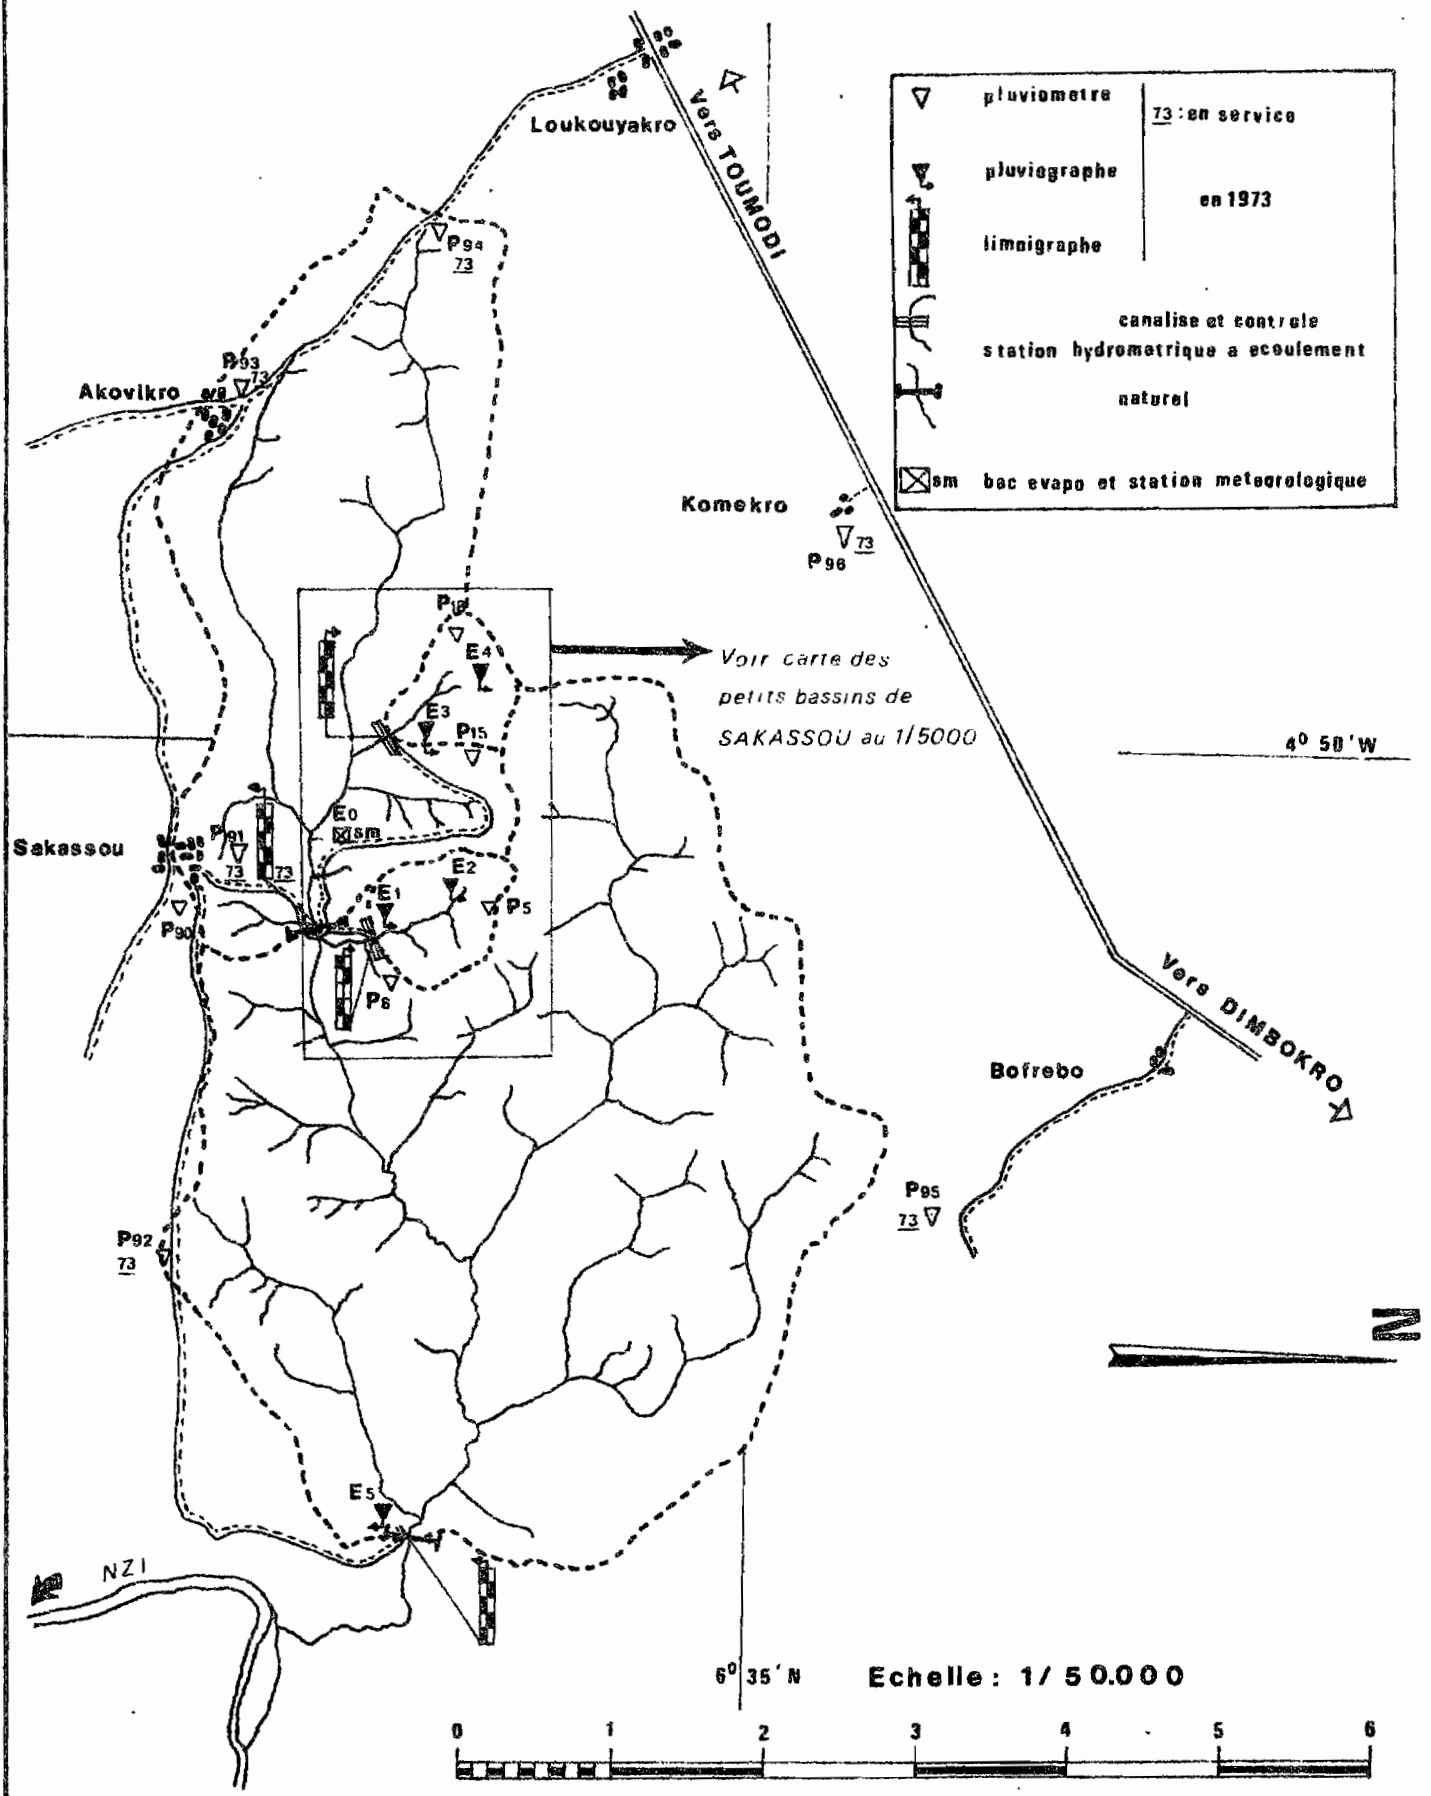 Loukouyakro
Vers TOUMODI
pluviometre
73 : en service
pluviographe
en 1973
limnigraphe
canalise et controle
station hydrometrique a ecoulement
naturel
sm bac evapo et station meteorologique
P94
73
P93
73
Akovikro
Komekro
73
P96
E4
Voir carte des
petits bassins de
SAKASSOU au 1/5000
E3
P15
4° 50' W
E0
sm
Sakassou
P91
73
73
E2
E1
P5
P90
P6
Vers DIMBOKRO
Bofrebo
P95
73
P92
73
N
E5
NZI
6° 35' N
Echelle : 1/ 50.000
0 1 2 3 4 5 6